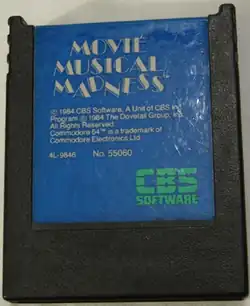 MOVIE
MUSICAL
MADNESS™
© 1984 CBS Software, A Unit of CBS Inc.
Program © 1984 The Dovetail Group, Inc.
All Rights Reserved
Commodore 64™ is a trademark of
Commodore Electronics Ltd
4L-9846 No. 55060
CBS
SOFTWARE